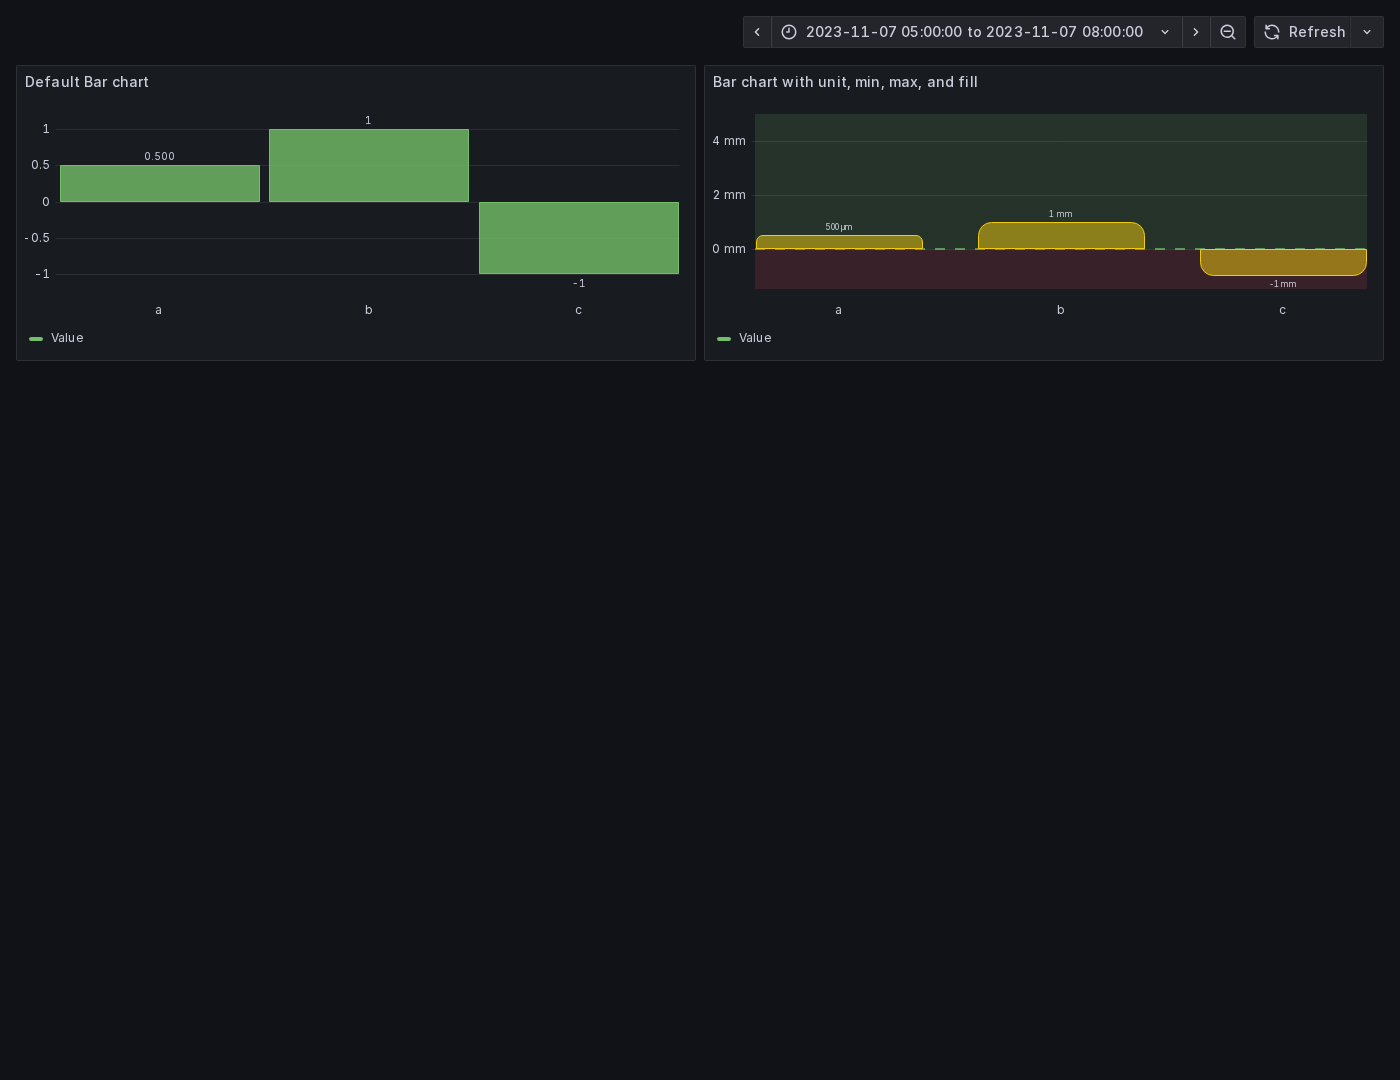 2023-11-07 05:00:00 to 2023-11-07 08:00:00
Refresh
Default Bar chart
1
0.5
0
-0.5
-1
0.500
1
-1
a b c
Value
Bar chart with unit, min, max, and fill
4 mm
2 mm
0 mm
500 µm
1 mm
-1 mm
a b c
Value